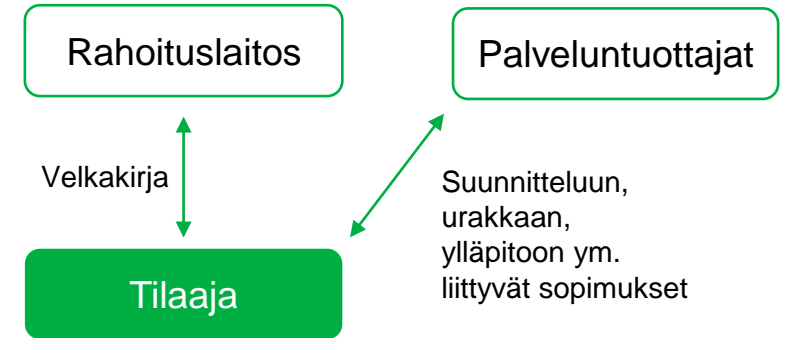 Rahoituslaitos
Palveluntuottajat
Velkakirja
Suunnitteluun,
urakkaan,
ylläpitoon ym.
liittyvät sopimukset
Tilaaja